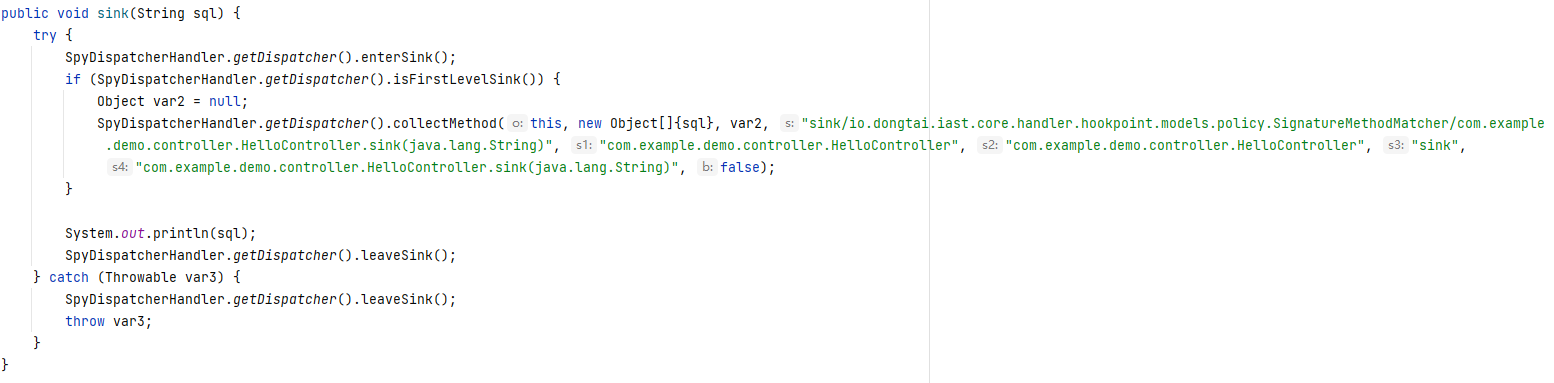 public void sink(String sql) {
    try {
        SpyDispatcherHandler.getDispatcher().enterSink();
        if (SpyDispatcherHandler.getDispatcher().isFirstLevelSink()) {
            Object var2 = null;
            SpyDispatcherHandler.getDispatcher().collectMethod( o: this, new Object[]{sql}, var2, s: "sink/io.dongtai.iast.core.handler.hookpoint.models.policy.SignatureMethodMatcher/com.example
             .demo.controller.HelloController.sink(java.lang.String)", s1: "com.example.demo.controller.HelloController", s2: "com.example.demo.controller.HelloController", s3: "sink",
             s4: "com.example.demo.controller.HelloController.sink(java.lang.String)", b: false);
        }

        System.out.println(sql);
        SpyDispatcherHandler.getDispatcher().leaveSink();
    } catch (Throwable var3) {
        SpyDispatcherHandler.getDispatcher().leaveSink();
        throw var3;
    }
}